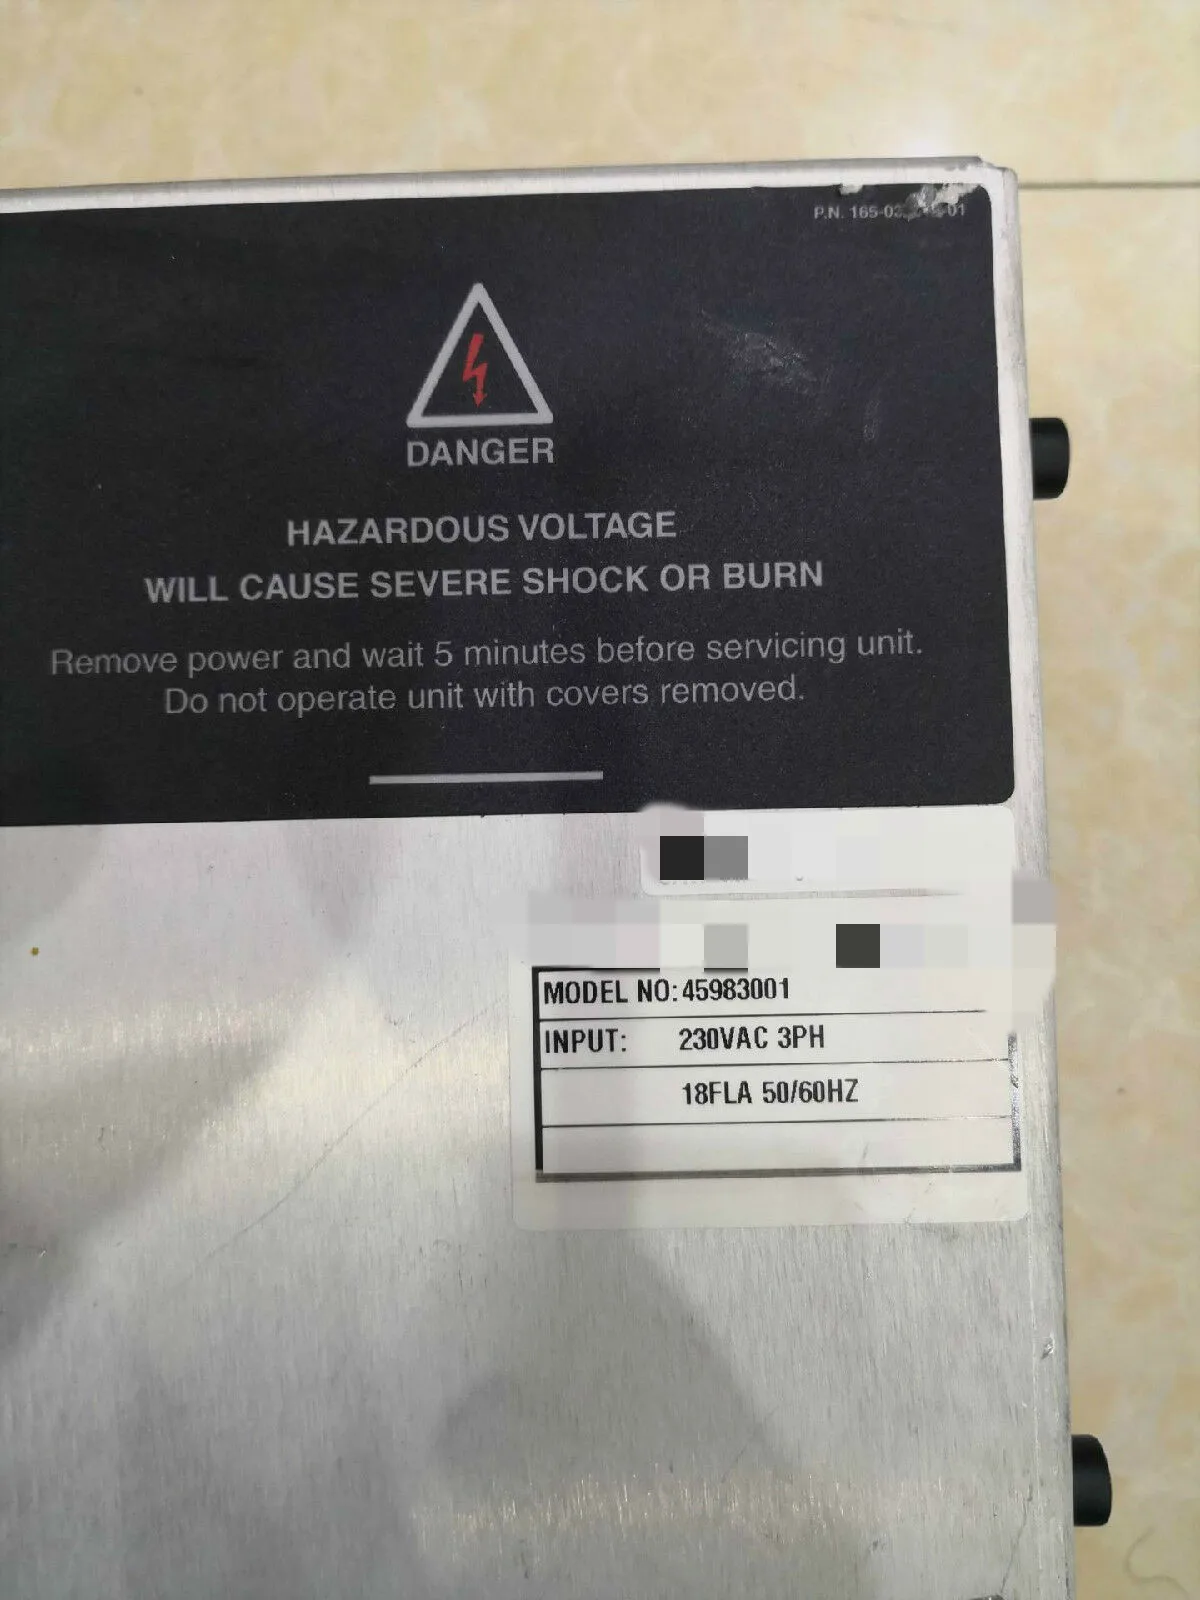 P.N.
DANGER
HAZARDOUS VOLTAGE
WILL CAUSE SEVERE SHOCK OR BURN
Remove power and wait 5 minutes before servicing unit.
Do not operate unit with covers removed.
MODEL NO: 45983001
INPUT: 230VAC 3PH
18FLA 50/60HZ